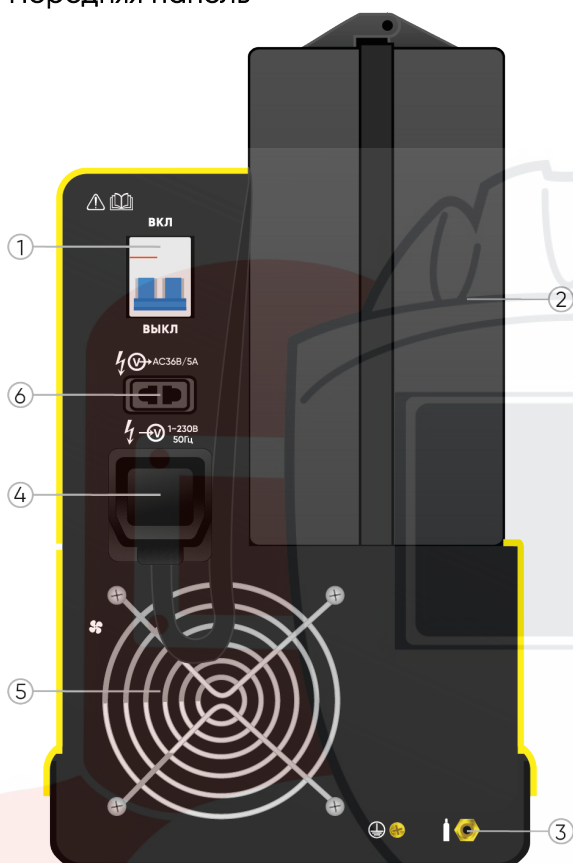 Передняя панель
ВКЛ
1
2
ВЫКЛ
AC36В/5А
6
1~230В
50Гц
4
5
3